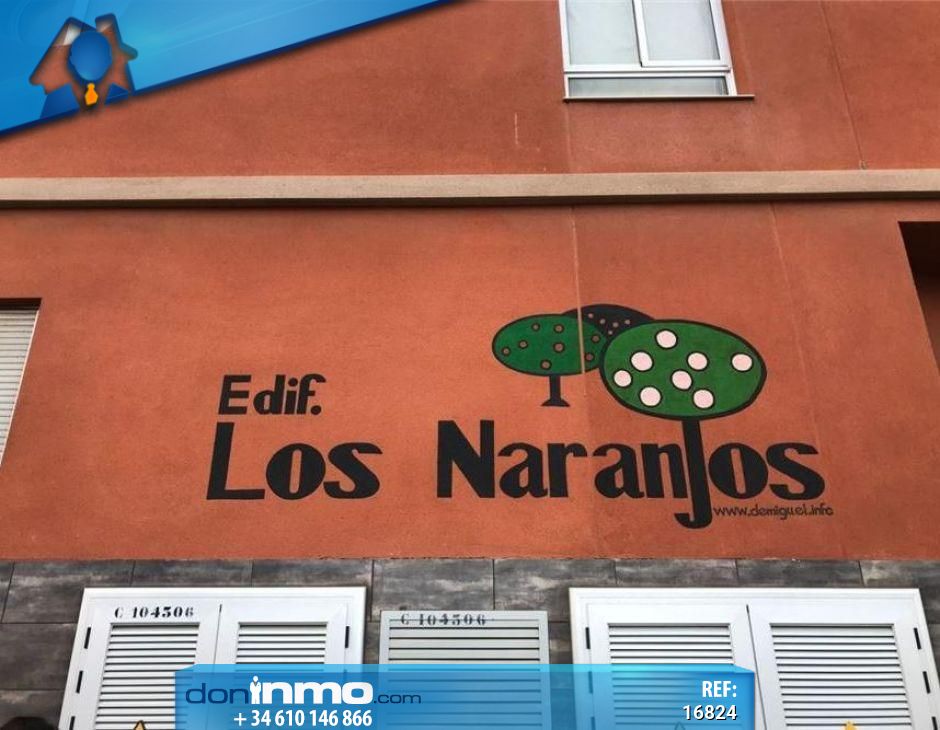 Edif.
Los Naranjos
www.demiguel.info
C 104506
C 104506
doninmo.com
+ 34 610 146 866
REF:
16824